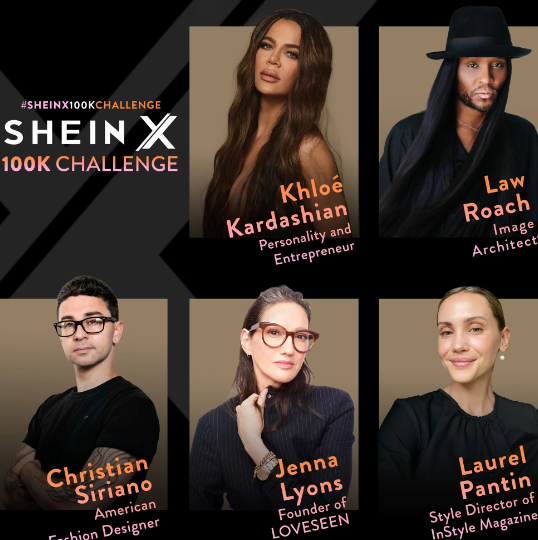 #SHEINX100KCHALLENGE
SHEIN X
100K CHALLENGE
Khloé
Kardashian
Personality and
Entrepreneur
Law
Roach
Image
Architect
Christian
Siriano
American
Fashion Designer
Jenna
Lyons
Founder of
LOVESEEN
Laurel
Pantin
Style Director of
InStyle Magazine